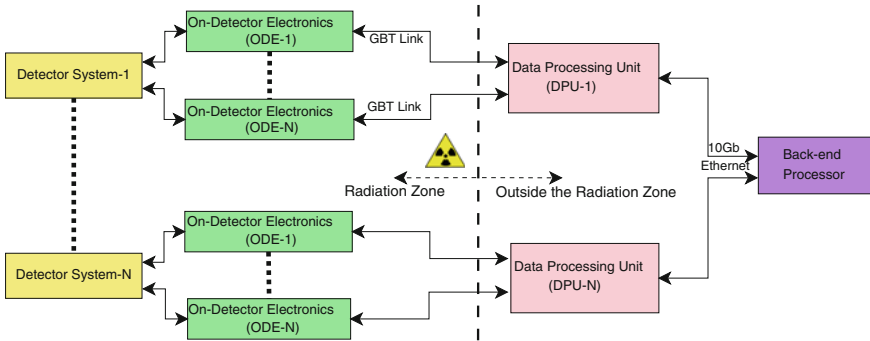 On-Detector Electronics
(ODE-1)
GBT Link
Detector System-1
Data Processing Unit
(DPU-1)
On-Detector Electronics
(ODE-N)
GBT Link
10Gb
Ethernet
Back-end
Processor
Radiation Zone
Outside the Radiation Zone
On-Detector Electronics
(ODE-1)
Detector System-N
Data Processing Unit
(DPU-N)
On-Detector Electronics
(ODE-N)